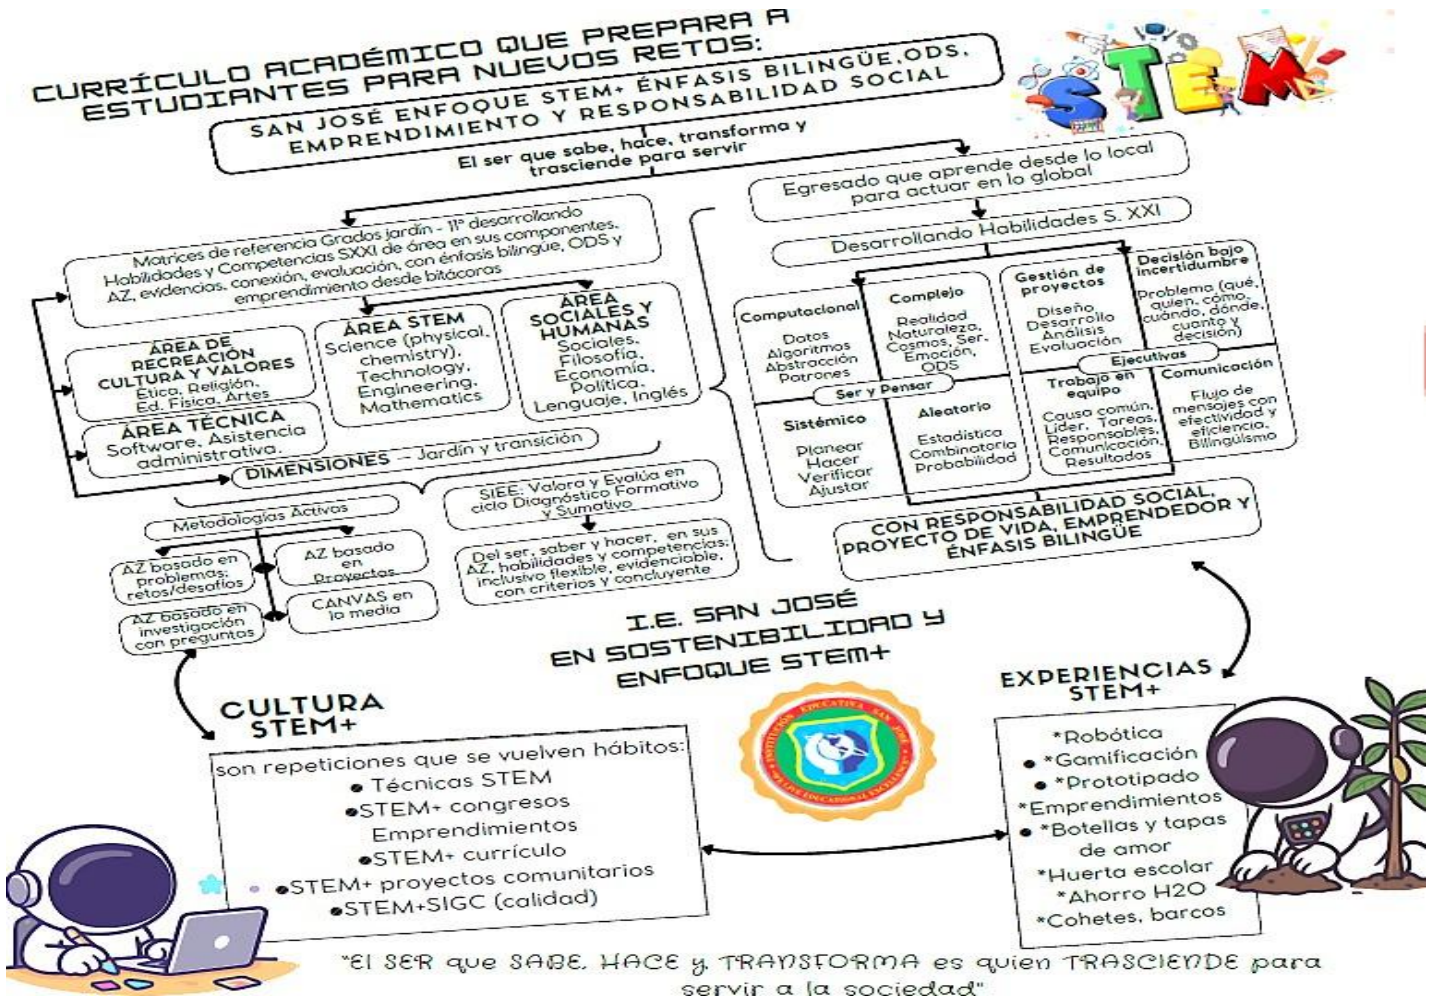 CURRÍCULO ACADÉMICO QUE PREPARA A
ESTUDIANTES PARA NUEVOS RETOS:
SAN JOSÉ ENFOQUE STEM+ ÉNFASIS BILINGÜE,ODS,
EMPRENDIMIENTO Y RESPONSABILIDAD SOCIAL
STEM
El ser que sabe, hace, transforma y
trasciende para servir
Matrices de referencia Grados jardín - 11° desarrollando
Habilidades y Competencias SXXI de área en sus componentes,
AZ, evidencias, conexión, evaluación, con énfasis bilingüe, ODS y
emprendimiento desde bitácoras
ÁREA DE
RECREACIÓN
CULTURA Y VALORES
Ética, Religión,
Ed. Física, Artes
ÁREA STEM
Science (physical,
chemistry),
Technology,
Engineering,
Mathematics
ÁREA
SOCIALES Y
HUMANAS
Sociales,
Filosofía,
Economía,
Política,
Lenguaje, Inglés
ÁREA TÉCNICA
Software, Asistencia
administrativa.
DIMENSIONES -- Jardín y transición
Metodologías Activas
AZ basado en
problemas;
retos/desafíos
AZ basado
en
Proyectos
AZ basado en
investigación
con preguntas
CANVAS en
la media
SIEE: Valora y Evalúa en
ciclo Diagnóstico Formativo
y Sumativo
Del ser, saber y hacer, en sus
AZ, habilidades y competencias;
inclusivo flexible, evidenciable,
con criterios y concluyente
Egresado que aprende desde lo local
para actuar en lo global
Desarrollando Habilidades S. XXI
Computacional
Datos
Algoritmos
Abstracción
Patrones
Complejo
Realidad
Naturaleza,
Cosmos, Ser,
Emoción,
ODS
Gestión de
proyectos
Diseño
Desarrollo
Análisis
Evaluación
Decisión bajo
incertidumbre
Problema (qué,
quien, cómo,
cuándo, dónde,
cuanto y
decisión)
Ser y Pensar
Ejecutivas
Sistémico
Planear
Hacer
Verificar
Ajustar
Aleatorio
Estadística
Combinatoria
Probabilidad
Trabajo en
equipo
Causa común,
Líder, Tareas,
Responsables,
Comunicación,
Resultados
Comunicación
Flujo de
mensajes con
efectividad y
eficiencia,
Bilingüismo
CON RESPONSABILIDAD SOCIAL,
PROYECTO DE VIDA, EMPRENDEDOR Y
ÉNFASIS BILINGÜE
I.E. SAN JOSÉ
EN SOSTENIBILIDAD Y
ENFOQUE STEM+
INSTITUCIÓN EDUCATIVA SAN JOSÉ
CULTURA
STEM+
son repeticiones que se vuelven hábitos:
● Técnicas STEM
●STEM+ congresos
Emprendimientos
●STEM+ currículo
●STEM+ proyectos comunitarios
●STEM+SIGC (calidad)
EXPERIENCIAS
STEM+
*Robótica
● *Gamificación
● *Prototipado
*Emprendimientos
● *Botellas y tapas
de amor
*Huerta escolar
*Ahorro H2O
*Cohetes, barcos
"El SER que SABE, HACE y TRANSFORMA es quien TRASCIENDE para
servir a la sociedad"